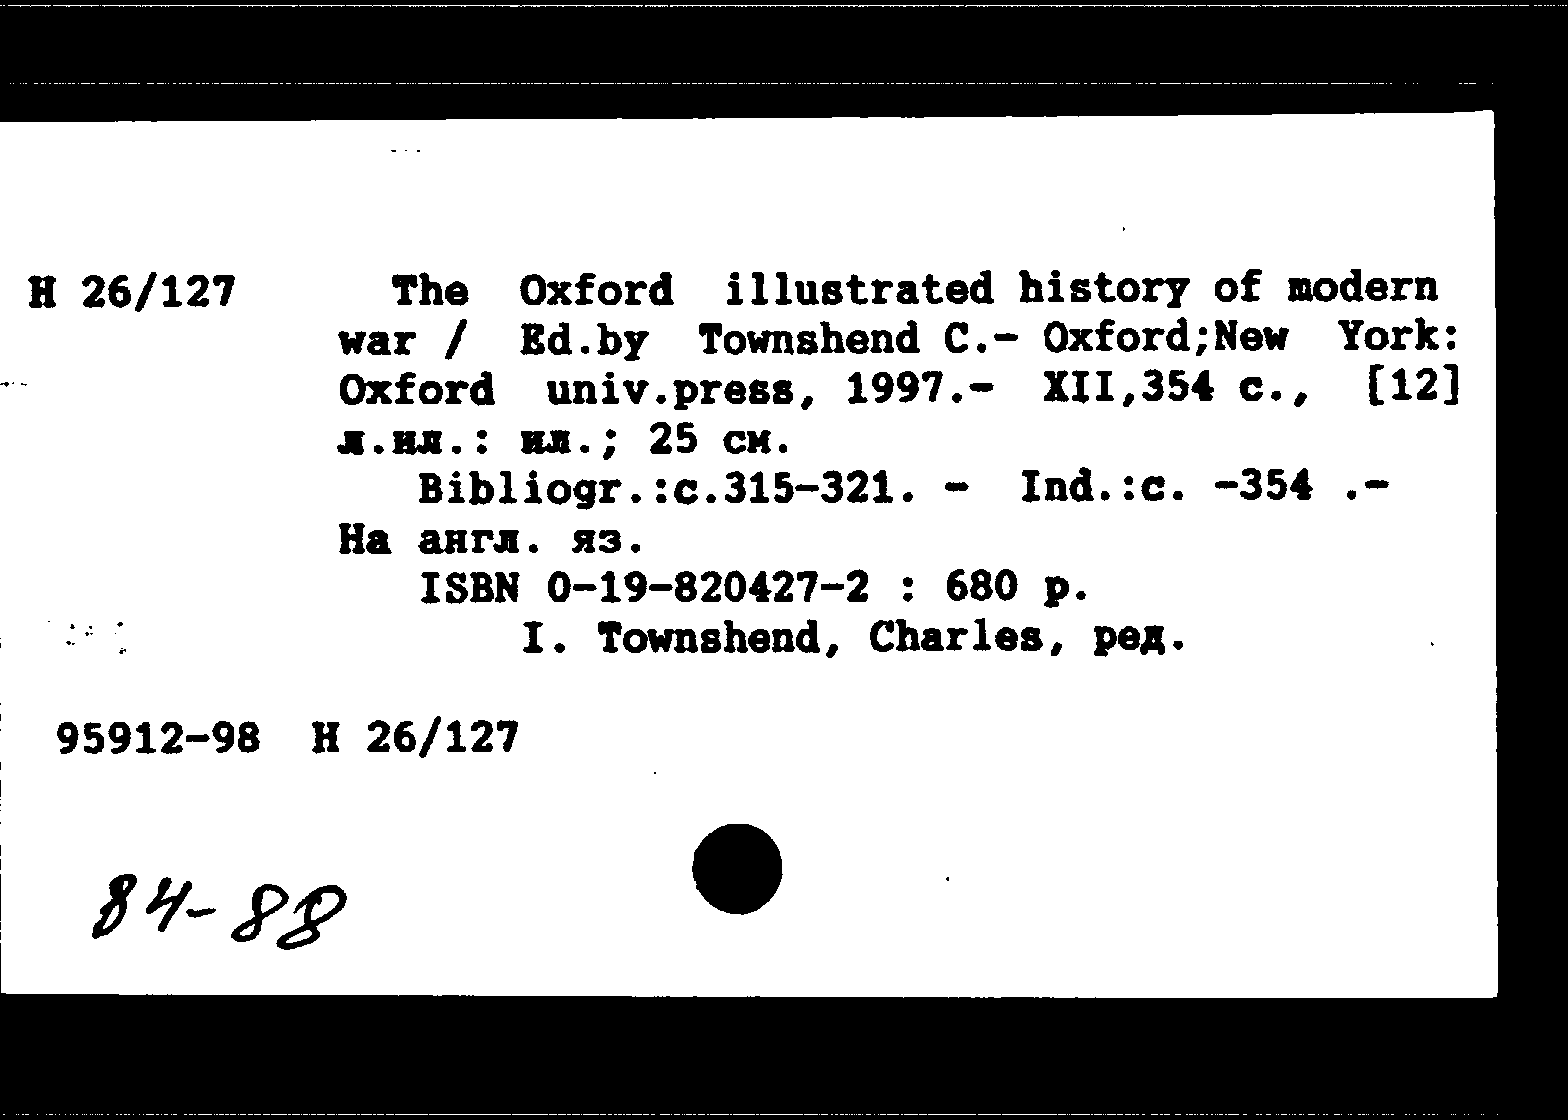 Н 26/127 The Oxford illustrated history of modern
war / Ed.by Townshend C.- Oxford;New York:
Oxford univ.press, 1997.- XII,354 с., [12]
л.ил.: ил.; 25 см.
Bibliogr.:с.315-321. - Ind.:с. -354 .-
На англ. яз.
ISBN 0-19-820427-2 : 680 р.
I. Townshend, Charles, ред.
95912-98 Н 26/127
84-88